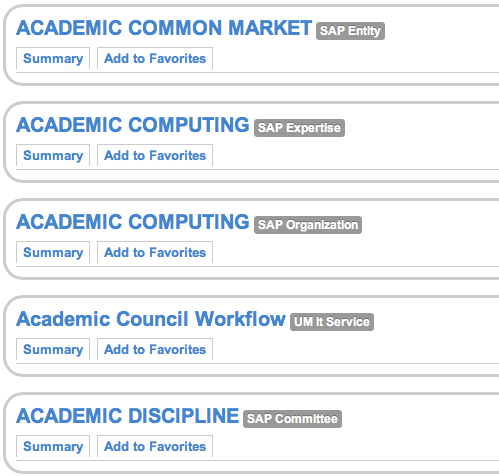 ACADEMIC COMMON MARKET SAP Entity
Summary Add to Favorites
ACADEMIC COMPUTING SAP Expertise
Summary Add to Favorites
ACADEMIC COMPUTING SAP Organization
Summary Add to Favorites
Academic Council Workflow UM It Service
Summary Add to Favorites
ACADEMIC DISCIPLINE SAP Committee
Summary Add to Favorites